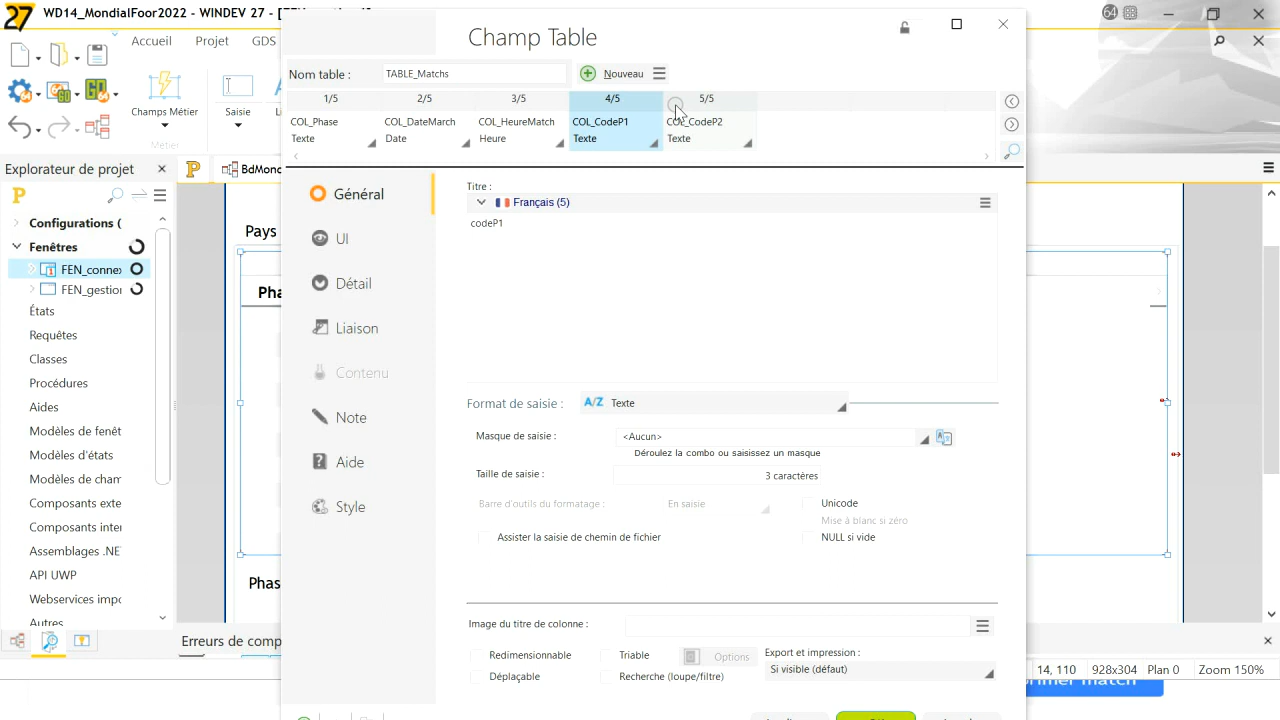 27
WD14_MondialFoor2022 - WINDEV 27 -
64
Accueil
Projet
GDS
Champs Métier
Saisie
Métier
Explorateur de projet
P
Configurations (
Fenêtres
FEN_connex
FEN_gestion
États
Requêtes
Classes
Procédures
Aides
Modèles de fenêt
Modèles d'états
Modèles de cham
Composants exte
Composants inter
Assemblages .NE
API UWP
Webservices impo
Autres
P
BdMond
Pays
Pha
Phas
Erreurs de comp
Champ Table
Nom table :
TABLE_Matchs
Nouveau
1/5
2/5
3/5
4/5
5/5
COL_Phase
COL_DateMarch
COL_HeureMatch
COL_CodeP1
COL_CodeP2
Texte
Date
Heure
Texte
Texte
Général
UI
Détail
Liaison
Contenu
Note
Aide
Style
Titre :
Français (5)
codeP1
Format de saisie :
A/Z Texte
Masque de saisie :
<Aucun>
Déroulez la combo ou saisissez un masque
Taille de saisie :
3 caractères
Barre d'outils du formatage :
En saisie
Unicode
Mise à blanc si zéro
Assister la saisie de chemin de fichier
NULL si vide
Image du titre de colonne :
Redimensionnable
Triable
Options
Export et impression :
Déplaçable
Recherche (loupe/filtre)
Si visible (défaut)
14, 110
928x304
Plan 0
Zoom 150%